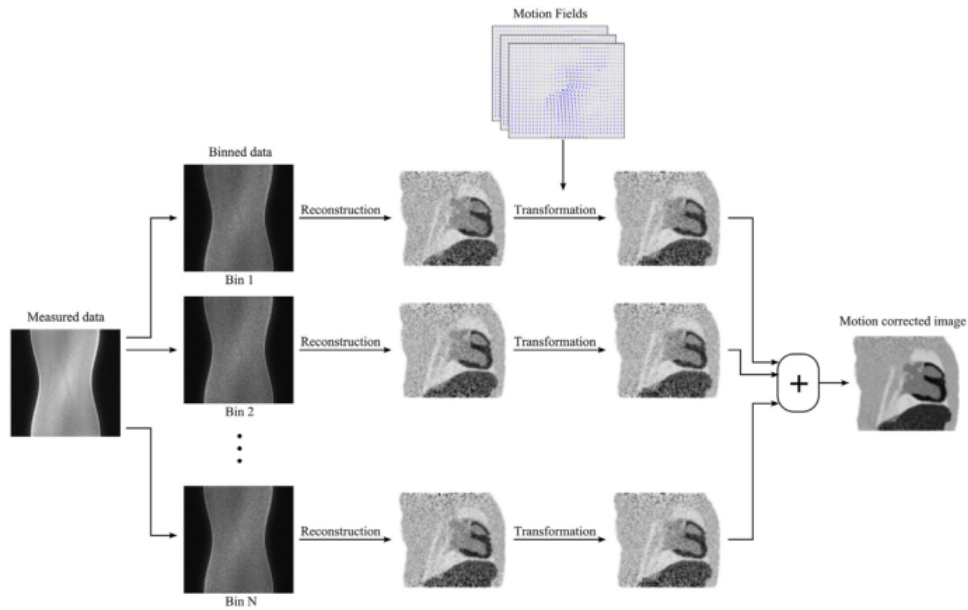 Motion Fields
Binned data
Reconstruction
Transformation
Bin 1
Measured data
Motion corrected image
Reconstruction
Transformation
+
Bin 2
Reconstruction
Transformation
Bin N